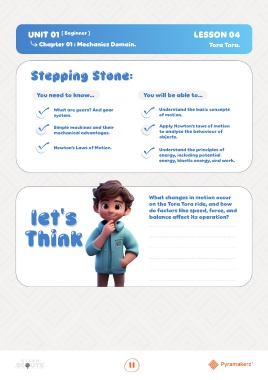 UNIT 01 [ Beginner ]
LESSON 04
Chapter 01 : Mechanics Domain.
Tora Tora.
Stepping Stone:
You need to know...
What are gears? And gear
system.
Simple machines and their
mechanical advantages.
Newton's Laws of Motion.
You will be able to...
Understand the basic concepts
of motion.
Apply Newton's laws of motion
to analyze the behaviour of
objects.
Understand the principles of
energy, including potential
energy, kinetic energy, and work.
let's
Think
What changes in motion occur
on the Tora Tora ride, and how
do factors like speed, force, and
balance affect its operation?
11
Pyramakerz